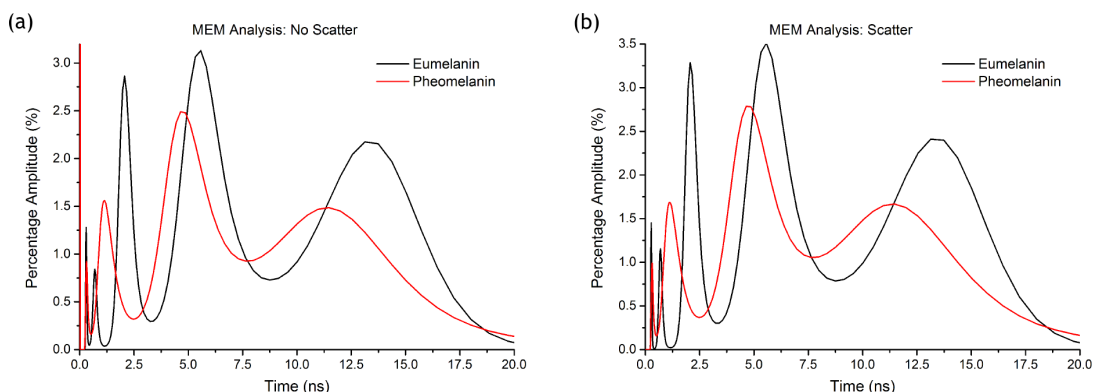 (a)
MEM Analysis: No Scatter
Eumelanin
Pheomelanin
Percentage Amplitude (%)
3.0
2.5
2.0
1.5
1.0
0.5
0.0
0.0 2.5 5.0 7.5 10.0 12.5 15.0 17.5 20.0
Time (ns)
(b)
MEM Analysis: Scatter
Eumelanin
Pheomelanin
Percentage Amplitude (%)
3.5
3.0
2.5
2.0
1.5
1.0
0.5
0.0
0.0 2.5 5.0 7.5 10.0 12.5 15.0 17.5 20.0
Time (ns)